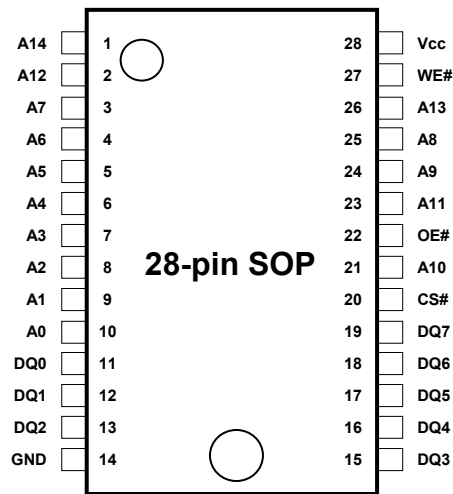 A14 1 28 Vcc
A12 2 27 WE#
A7 3 26 A13
A6 4 25 A8
A5 5 24 A9
A4 6 23 A11
A3 7 22 OE#
A2 8 28-pin SOP 21 A10
A1 9 20 CS#
A0 10 19 DQ7
DQ0 11 18 DQ6
DQ1 12 17 DQ5
DQ2 13 16 DQ4
GND 14 15 DQ3